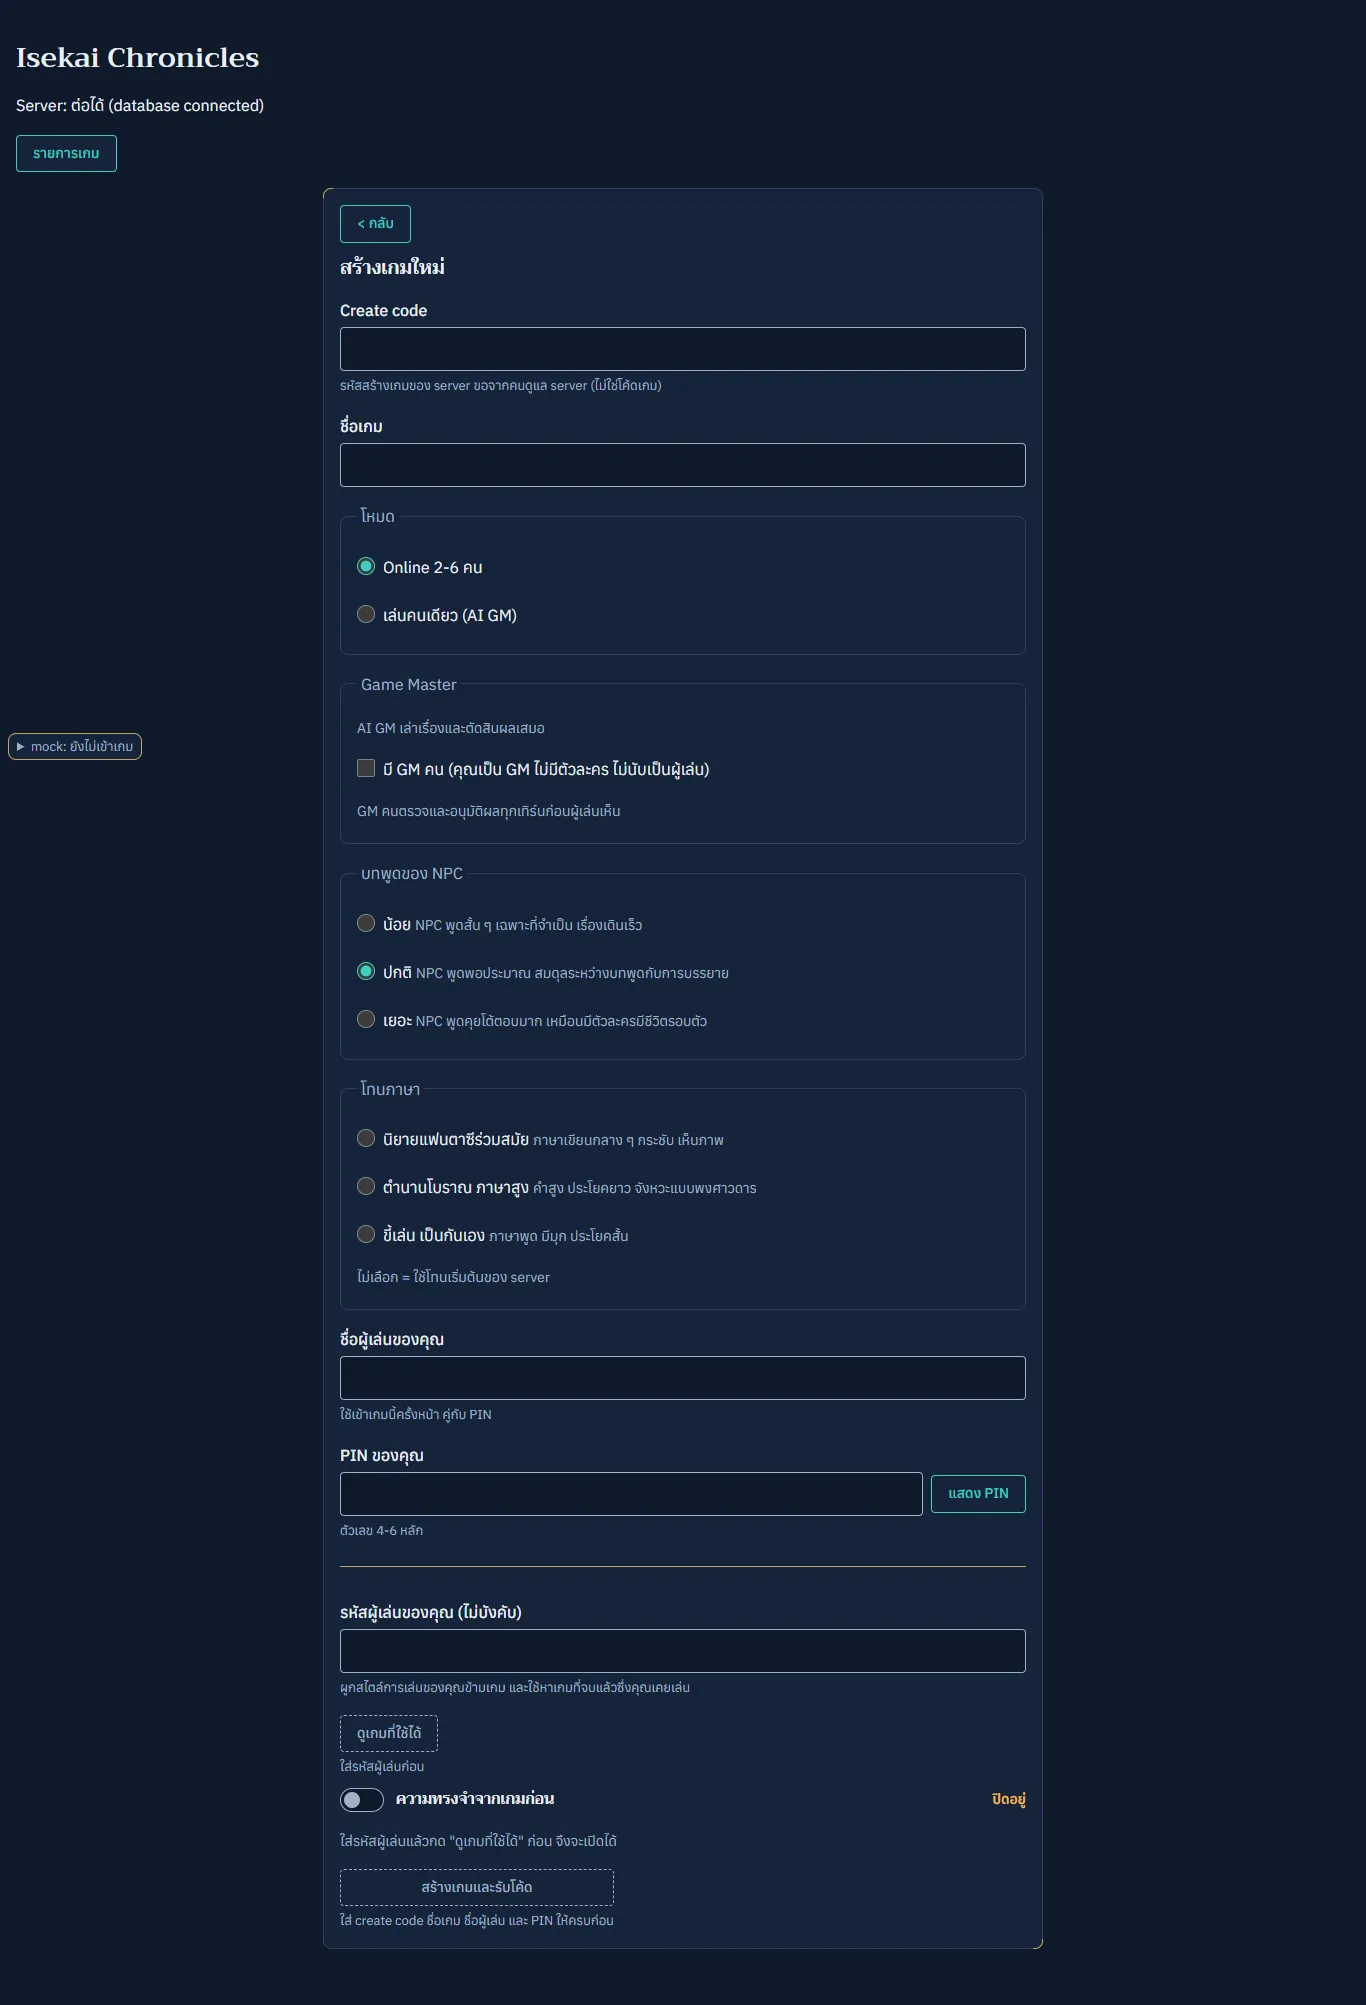 Isekai Chronicles
Server: ต่อได้ (database connected)
รายการเกม
< กลับ
สร้างเกมใหม่
Create code
รหัสสร้างเกมของ server ขอจากคนดูแล server (ไม่ใช่โค้ดเกม)
ชื่อเกม
โหมด
Online 2-6 คน
เล่นคนเดียว (AI GM)
Game Master
AI GM เล่าเรื่องและตัดสินผลเสมอ
mock: ยังไม่เข้าเกม
มี GM คน (คุณเป็น GM ไม่มีตัวละคร ไม่นับเป็นผู้เล่น)
GM คนตรวจและอนุมัติผลทุกเทิร์นก่อนผู้เล่นเห็น
บทพูดของ NPC
น้อย NPC พูดสั้น ๆ เฉพาะที่จำเป็น เรื่องเดินเร็ว
ปกติ NPC พูดพอประมาณ สมดุลระหว่างบทพูดกับการบรรยาย
เยอะ NPC พูดคุยโต้ตอบมาก เหมือนมีตัวละครมีชีวิตรอบตัว
โทนภาษา
นิยายแฟนตาซีร่วมสมัย ภาษาเขียนกลาง ๆ กระชับ เห็นภาพ
ตำนานโบราณ ภาษาสูง คำสูง ประโยคยาว จังหวะแบบพงศาวดาร
ขี้เล่น เป็นกันเอง ภาษาพูด มีมุก ประโยคสั้น
ไม่เลือก = ใช้โทนเริ่มต้นของ server
ชื่อผู้เล่นของคุณ
ใช้เข้าเกมนี้ครั้งหน้า คู่กับ PIN
PIN ของคุณ
แสดง PIN
ตัวเลข 4-6 หลัก
รหัสผู้เล่นของคุณ (ไม่บังคับ)
ผูกสไตล์การเล่นของคุณข้ามเกม และใช้หาเกมที่จบแล้วซึ่งคุณเคยเล่น
ดูเกมที่ใช้ได้
ใส่รหัสผู้เล่นก่อน
ความทรงจำจากเกมก่อน
ปิดอยู่
ใส่รหัสผู้เล่นแล้วกด "ดูเกมที่ใช้ได้" ก่อน จึงจะเปิดได้
สร้างเกมและรับโค้ด
ใส่ create code ชื่อเกม ชื่อผู้เล่น และ PIN ให้ครบก่อน